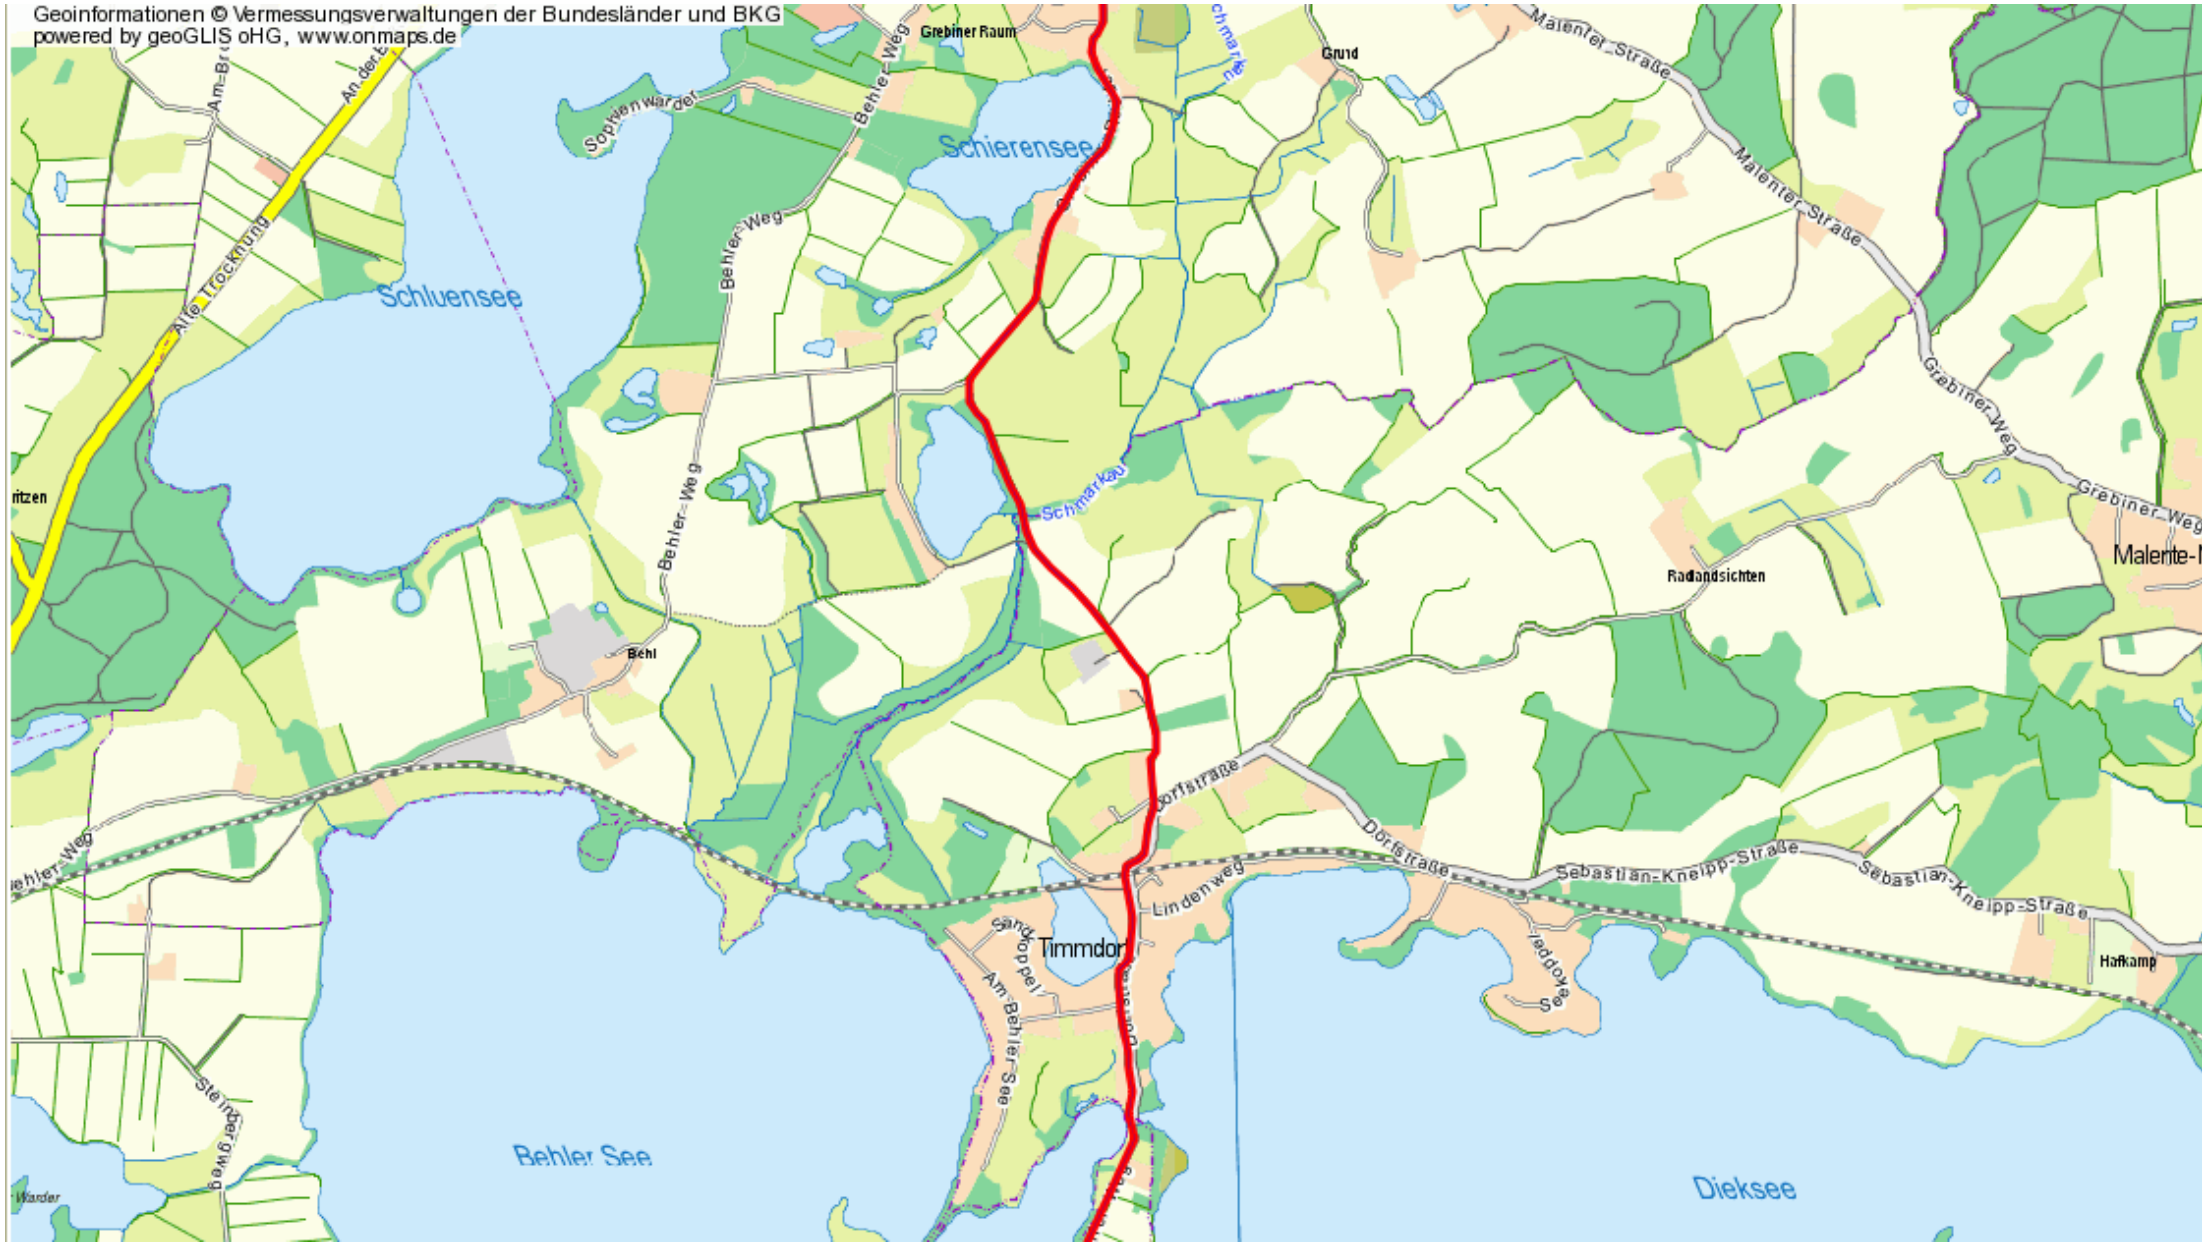 Geoinformationen © Vermessungsverwaltungen der Bundesländer und BKG
powered by geoGLIS oHG, www.onmaps.de
Grebiner Raum
Grund
Malenter Straße
Behler Weg
Sophienwarder
Schierensee
Malenter Straße
Behler Weg
Alte Trocknung
Schluensee
Grebiner Weg
Behler Weg
Schmarkau
Grebiner Weg
Malente-
Radlandsichten
Behl
Dorfstraße
Dorfstraße
Sebastian-Kneipp-Straße
Sebastian-Kneipp-Straße
Lindenweg
Sandkoppel
Timmdorf
Seekoppel
Hafkamp
Am Behler See
Steinbergweg
Behler See
Dieksee
Warder